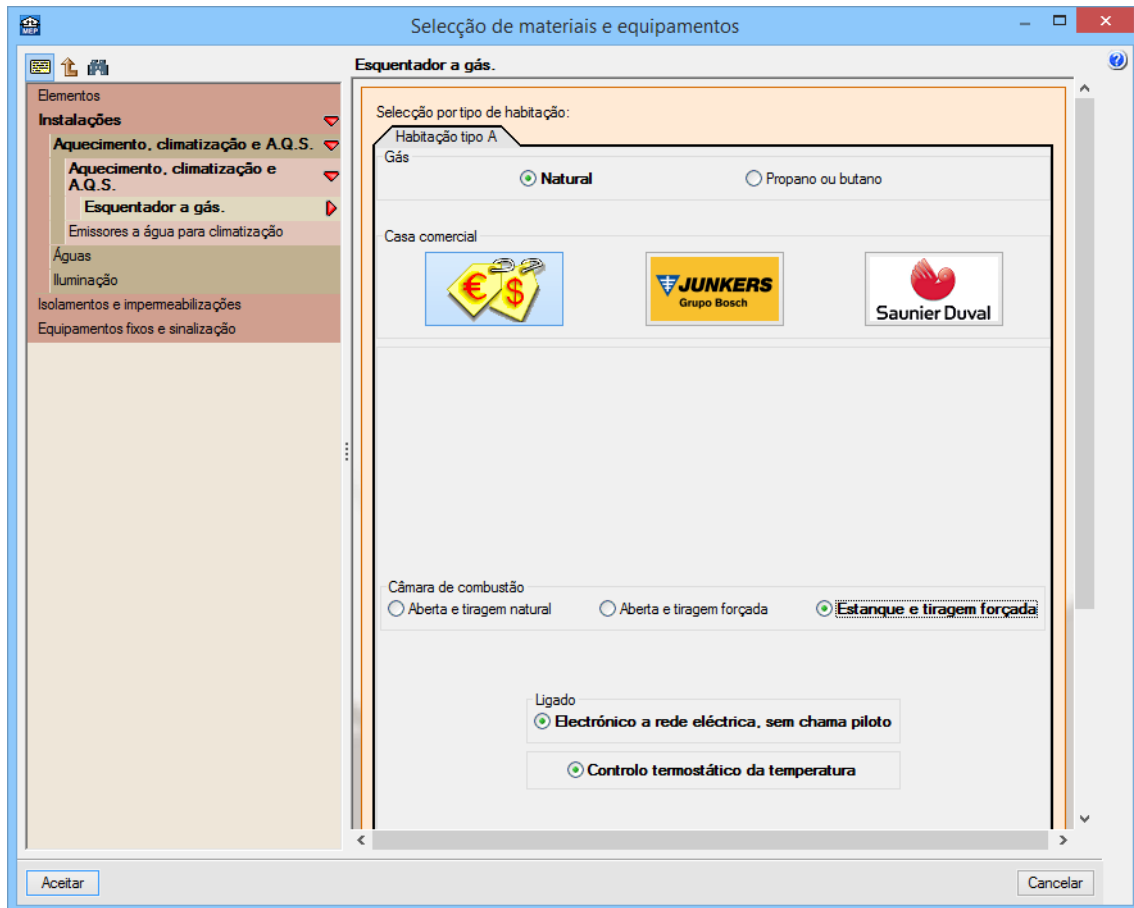 MEP
Selecção de materiais e equipamentos
Esquentador a gás.
Elementos
Instalações
Aquecimento, climatização e A.Q.S.
Aquecimento, climatização e
A.Q.S.
Esquentador a gás.
Emissores a água para climatização
Águas
Iluminação
Isolamentos e impermeabilizações
Equipamentos fixos e sinalização
Selecção por tipo de habitação:
Habitação tipo A
Gás
Natural
Propano ou butano
Casa comercial
€ $
JUNKERS
Grupo Bosch
Saunier Duval
Câmara de combustão
Aberta e tiragem natural
Aberta e tiragem forçada
Estanque e tiragem forçada
Ligado
Electrónico a rede eléctrica, sem chama piloto
Controlo termostático da temperatura
Aceitar
Cancelar